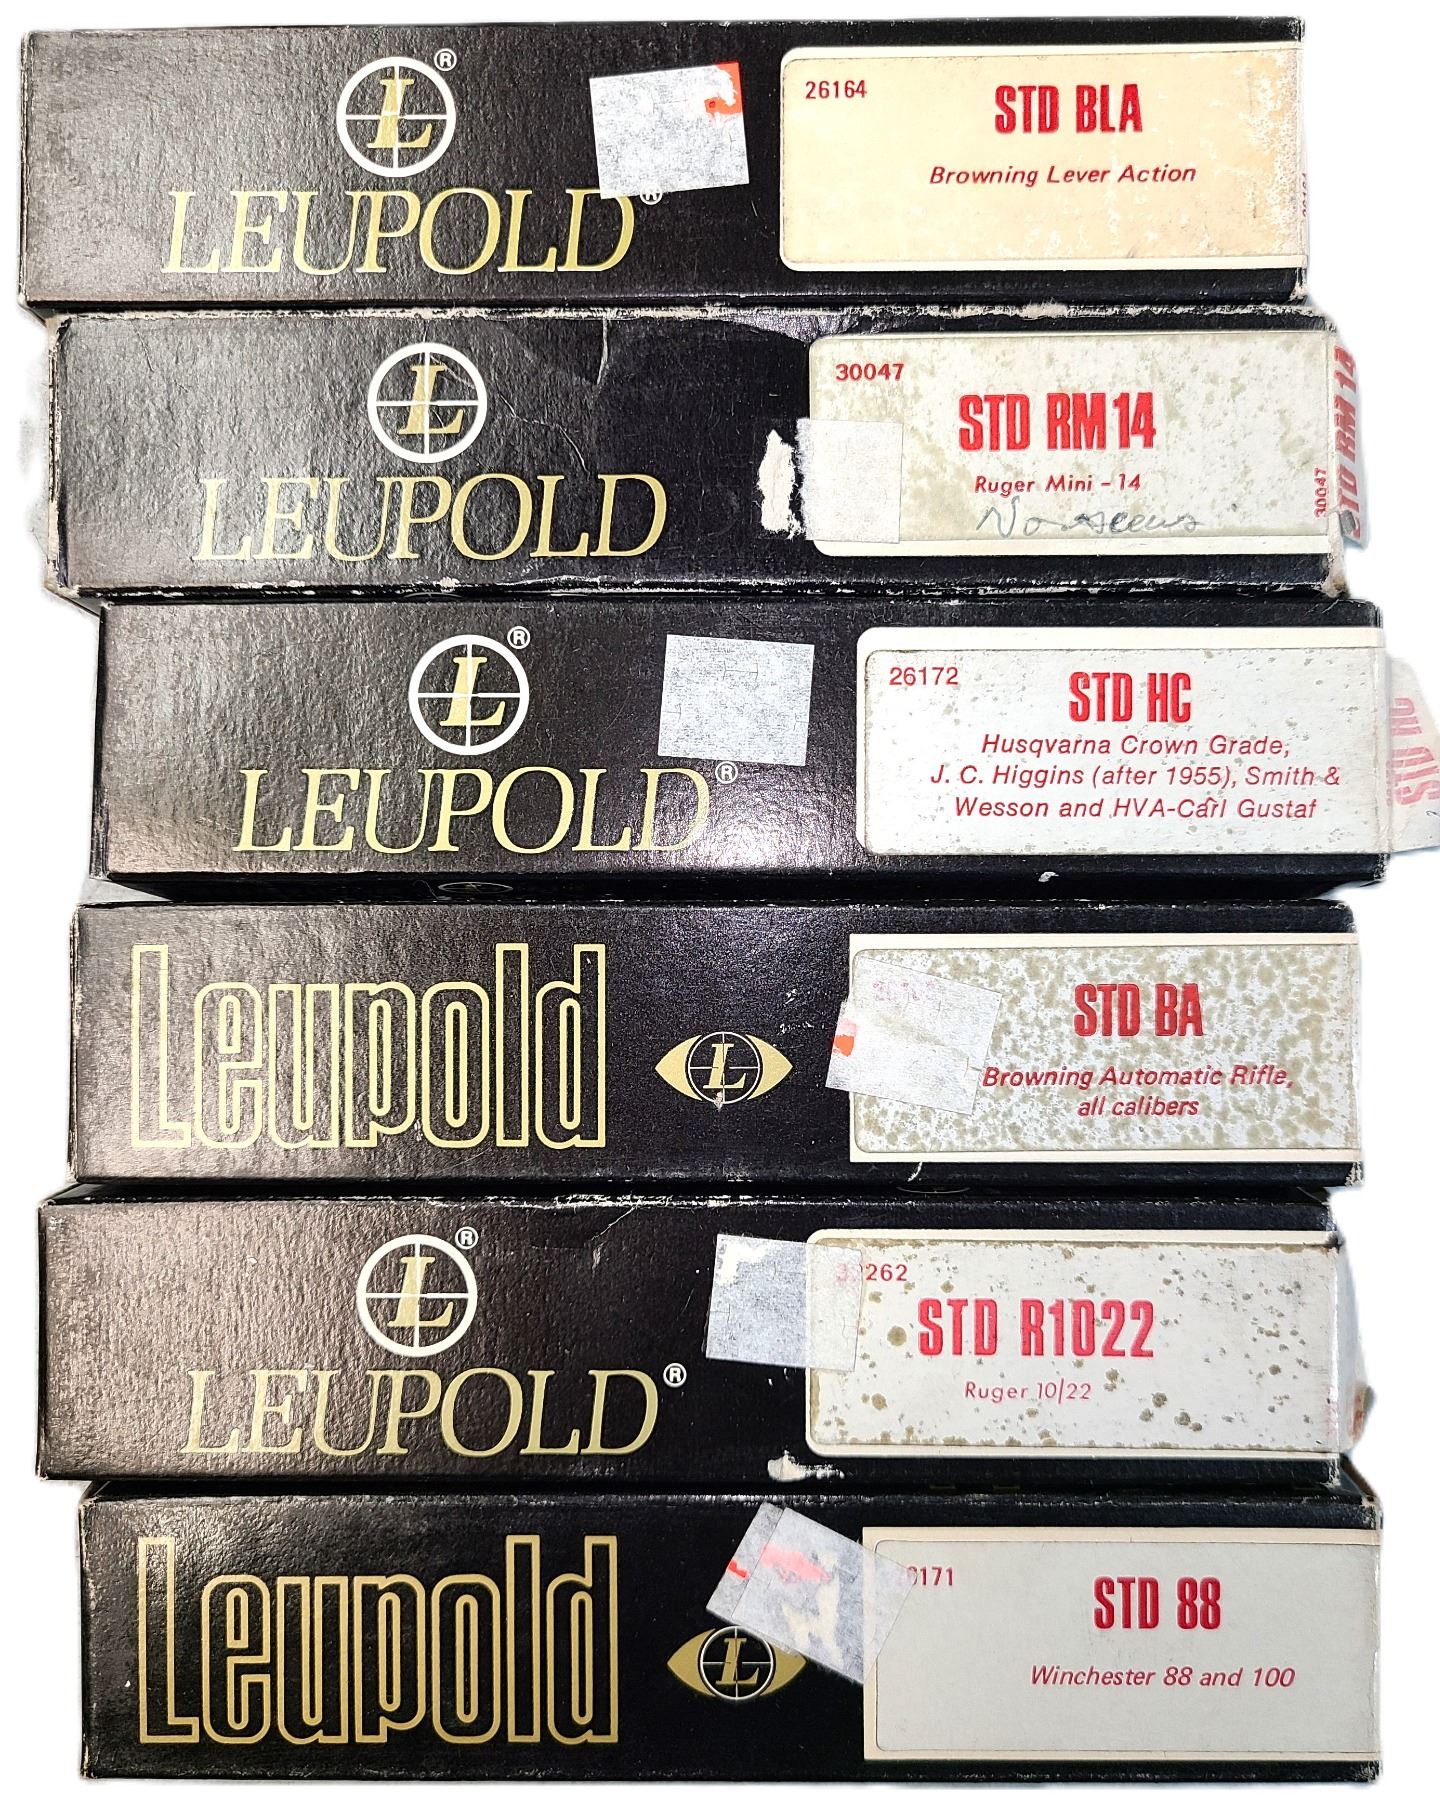 L®
LEUPOLD®
26164
STD BLA
Browning Lever Action
L
LEUPOLD
30047
STD RM14
Ruger Mini-14
30047
STD RM 14
L®
LEUPOLD®
26172
STD HC
Husqvarna Crown Grade,
J. C. Higgins (after 1955), Smith &
Wesson and HVA-Carl Gustaf
STD HC
Leupold
L
STD BA
Browning Automatic Rifle,
all calibers
L®
LEUPOLD®
262
STD R1022
Ruger 10/22
Leupold
L
171
STD 88
Winchester 88 and 100